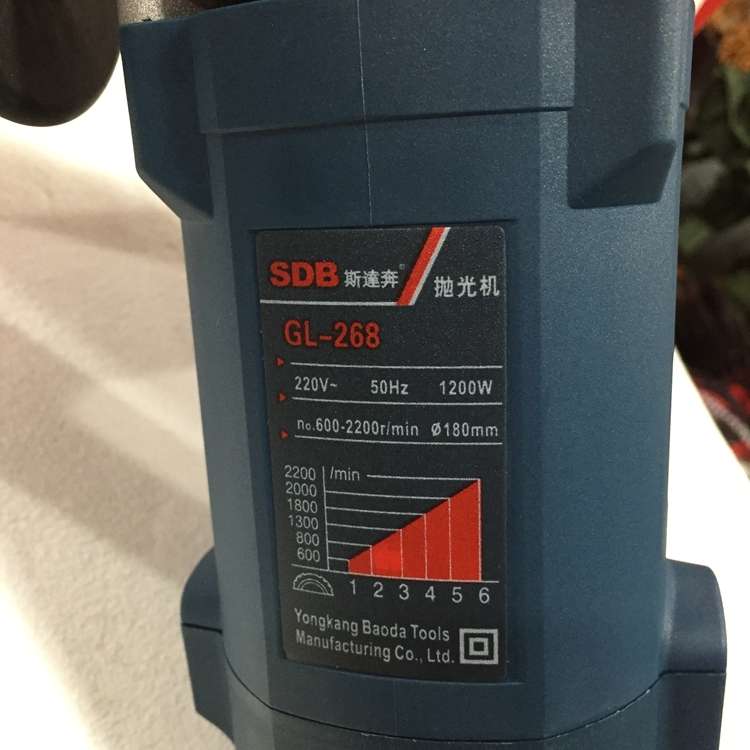 SDB 斯達奔® 抛光机
GL-268
220V~ 50Hz 1200W
no.600-2200r/min Ø180mm
2200 /min
2000
1800
1300
800
600
1 2 3 4 5 6
Yongkang Baoda Tools
Manufacturing Co., Ltd.